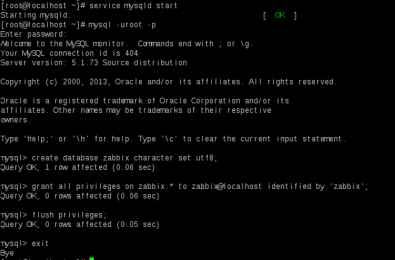 [root@localhost ~]# service mysqld start
Starting mysqld: [ OK ]
[root@localhost ~]# mysql -uroot -p
Enter password:
Welcome to the MySQL monitor. Commands end with ; or \g.
Your MySQL connection id is 404
Server version: 5.1.73 Source distribution
Copyright (c) 2000, 2013, Oracle and/or its affiliates. All rights reserved.
Oracle is a registered trademark of Oracle Corporation and/or its
affiliates. Other names may be trademarks of their respective
owners.
Type 'help;' or '\h' for help. Type '\c' to clear the current input statement.
mysql> create database zabbix character set utf8;
Query OK, 1 row affected (0.06 sec)
mysql> grant all privileges on zabbix.* to zabbix@localhost identified by 'zabbix';
Query OK, 0 rows affected (0.06 sec)
mysql> flush privileges;
Query OK, 0 rows affected (0.05 sec)
mysql> exit
Bye